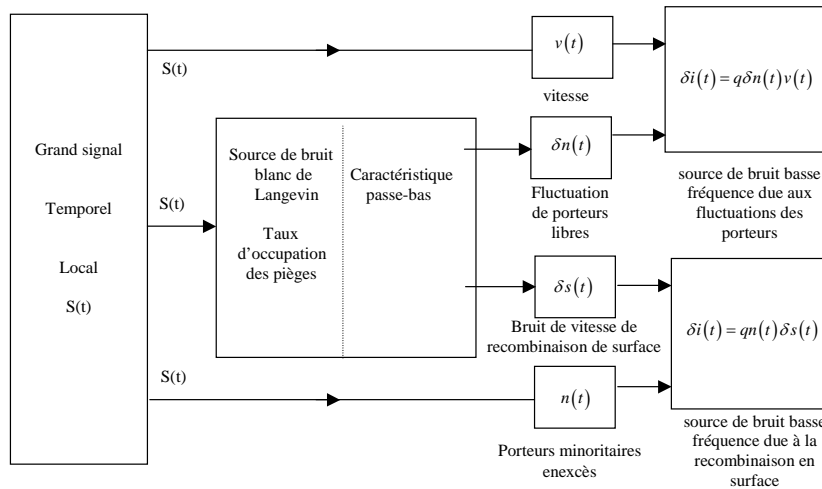 Grand signal
Temporel
Local
S(t)
S(t)
S(t)
S(t)
Source de bruit
blanc de
Langevin
Taux
d'occupation
des pièges
Caractéristique
passe-bas
v(t)
vitesse
δn(t)
Fluctuation
de porteurs
libres
δs(t)
Bruit de vitesse de
recombinaison de surface
n(t)
Porteurs minoritaires
enexcès
δi(t) = qδn(t)v(t)
source de bruit basse
fréquence due aux
fluctuations des
porteurs
δi(t) = qn(t)δs(t)
source de bruit basse
fréquence due à la
recombinaison en
surface